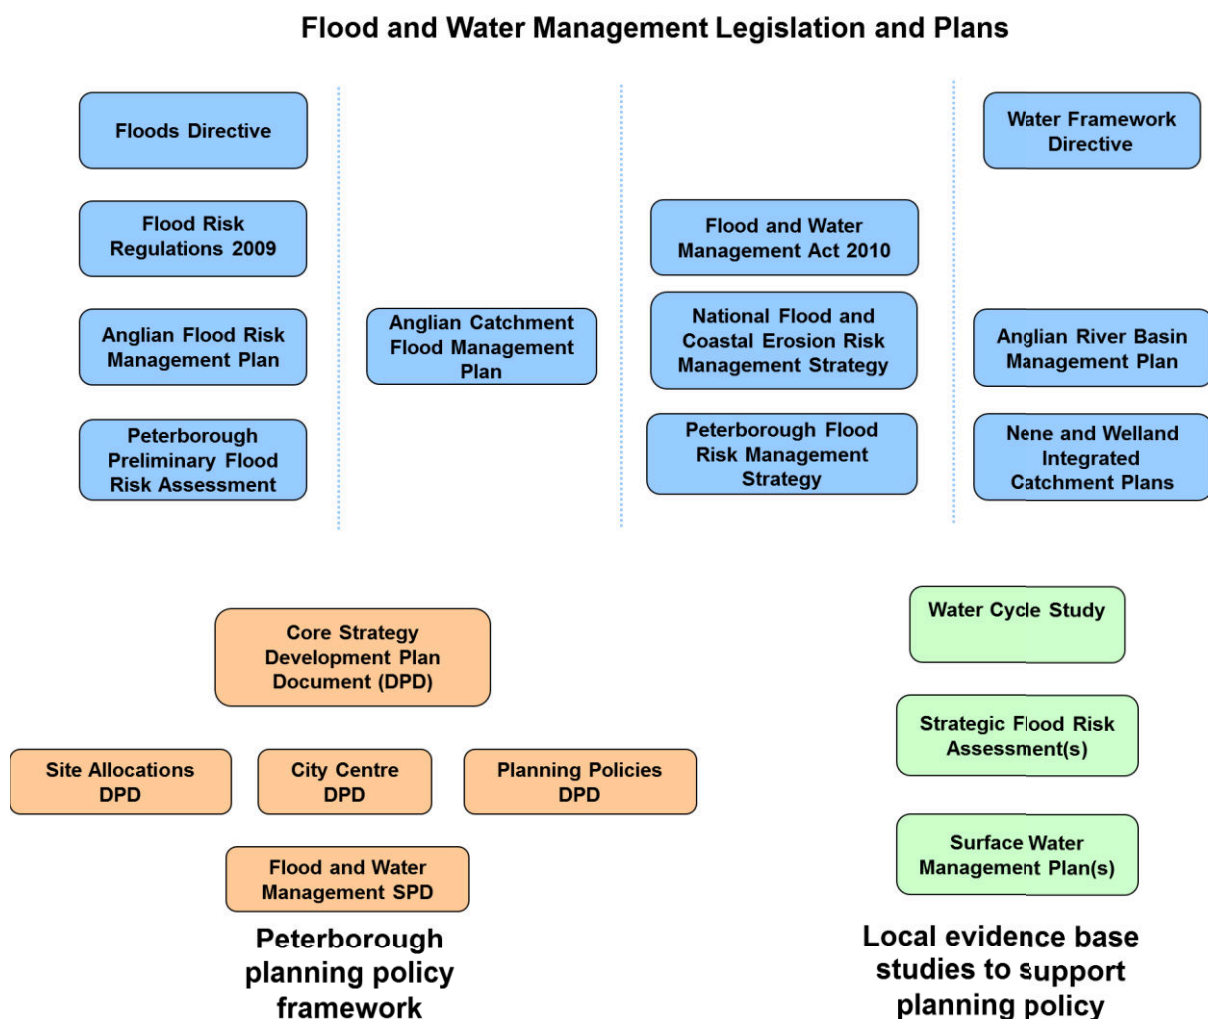 Flood and Water Management Legislation and Plans
Floods Directive
Water Framework
Directive
Flood Risk
Regulations 2009
Flood and Water
Management Act 2010
Anglian Flood Risk
Management Plan
Anglian Catchment
Flood Management
Plan
National Flood and
Coastal Erosion Risk
Management Strategy
Anglian River Basin
Management Plan
Peterborough
Preliminary Flood
Risk Assessment
Peterborough Flood
Risk Management
Strategy
Nene and Welland
Integrated
Catchment Plans
Core Strategy
Development Plan
Document (DPD)
Site Allocations
DPD
City Centre
DPD
Planning Policies
DPD
Flood and Water
Management SPD
Peterborough
planning policy
framework
Water Cycle Study
Strategic Flood Risk
Assessment(s)
Surface Water
Management Plan(s)
Local evidence base
studies to support
planning policy